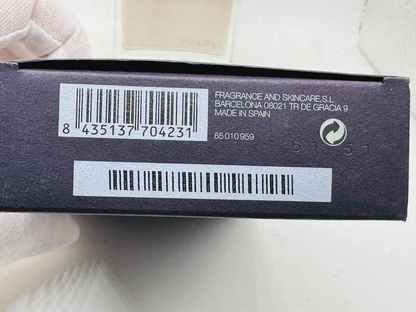 FRAGRANCE AND SKINCARE,S.L
BARCELONA 08021 TR DE GRACIA 9
MADE IN SPAIN
8 435137 704231
65010959